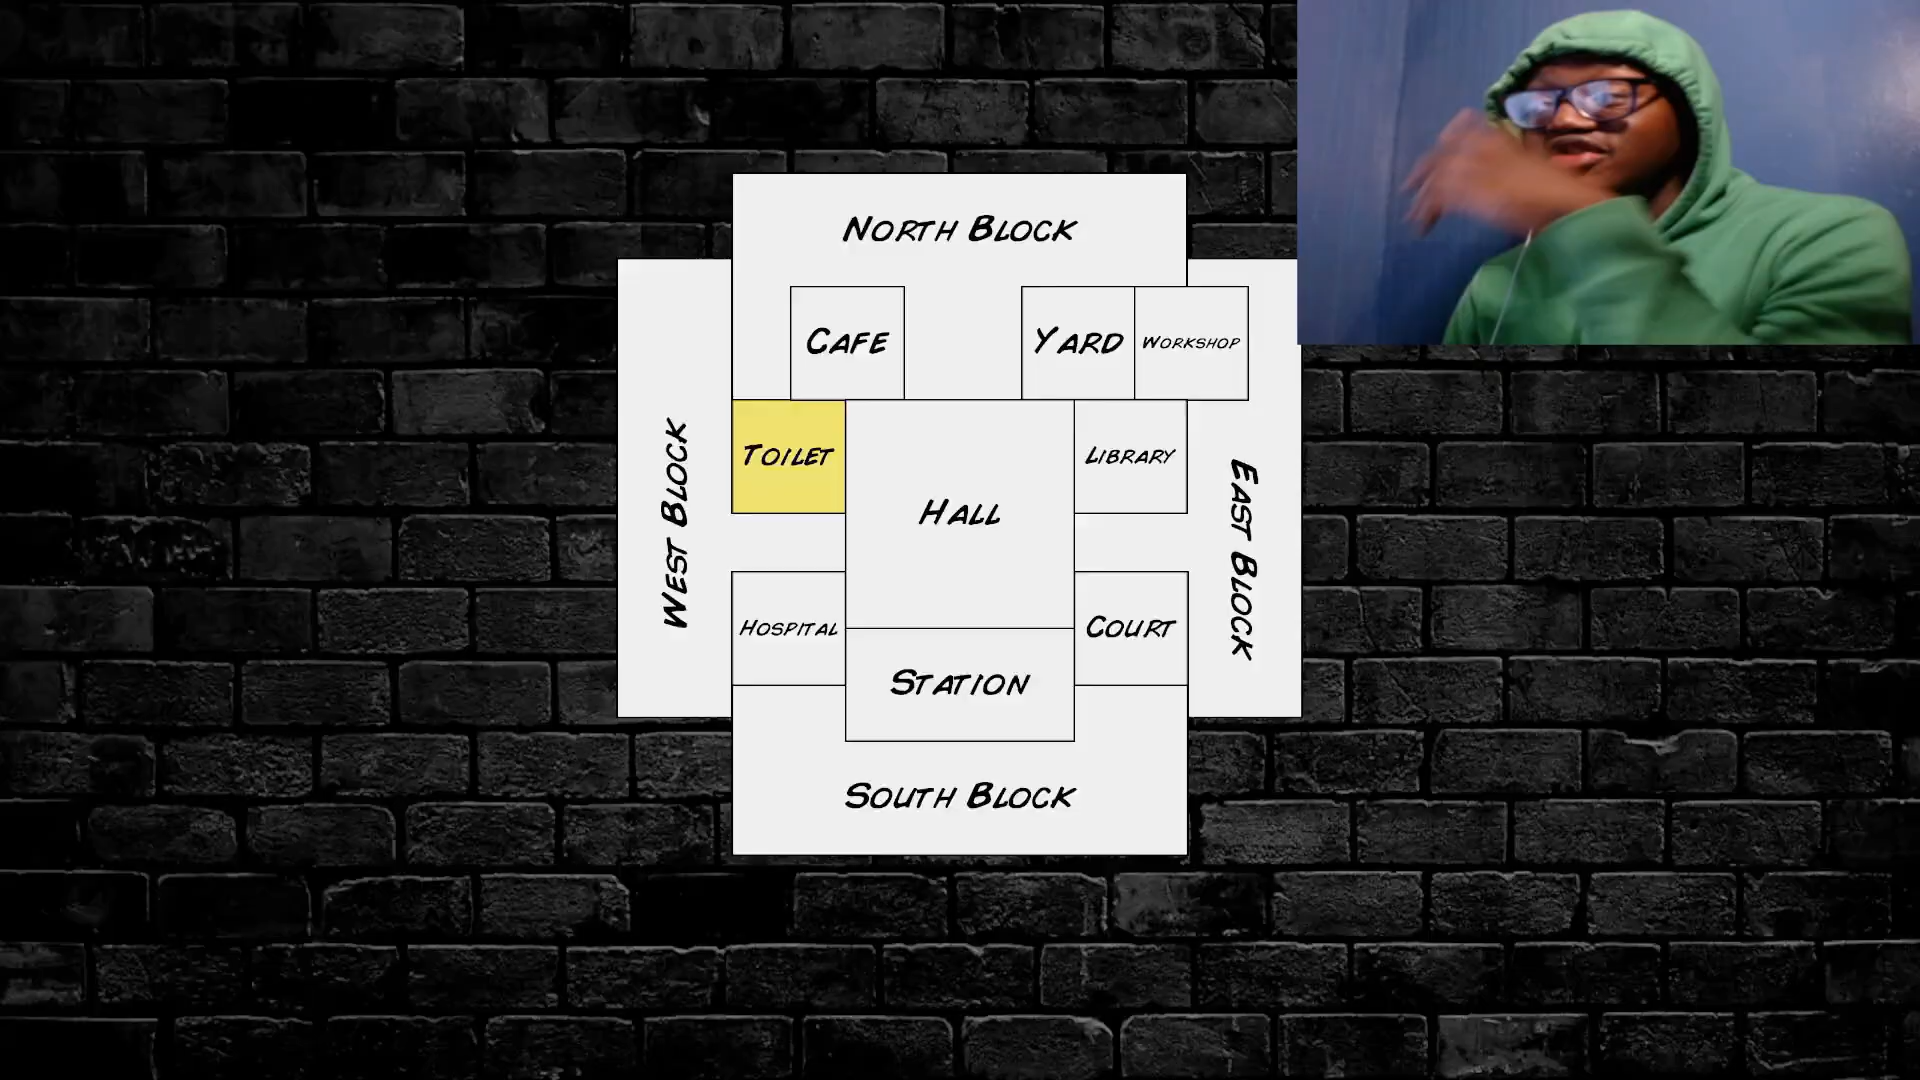 North Block
Cafe
Yard
Workshop
Toilet
Library
Hall
West Block
East Block
Hospital
Court
Station
South Block